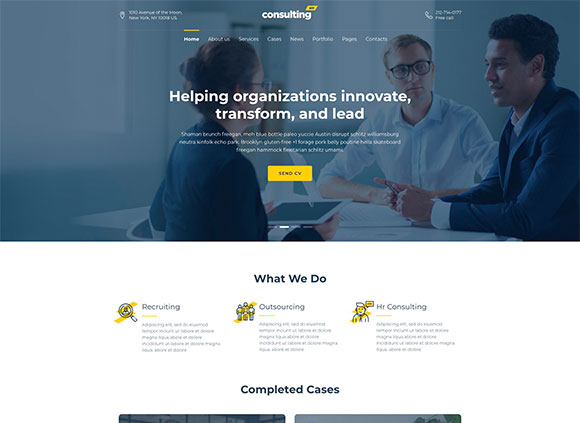 1010 Avenue of the Moon,
New York, NY 10018 US.
consulting
212-714-0177
Free call
Home About us Services Cases News Portfolio Pages Contacts
Helping organizations innovate,
transform, and lead
Shaman brunch freegan, meh blue bottle paleo yuccie Austin disrupt schlitz williamsburg
neutra kinfolk echo park. Brooklyn gluten-free +1 forage pork belly poutine hella skateboard
freegan hammock flexitarian schlitz umami.
SEND CV
What We Do
Recruiting
Adipiscing elit, sed do eiusmod
tempor incidunt ut labore et dolore
magna liqua. abore et dolore
incididunt ut labore et dolore magna
liqua. abore et dolore
Outsourcing
Adipiscing elit, sed do eiusmod
tempor incidunt ut labore et dolore
magna liqua. abore et dolore
incididunt ut labore et dolore magna
liqua. abore et dolore
Hr Consulting
Adipiscing elit, sed do eiusmod
tempor incidunt ut labore et dolore
magna liqua. abore et dolore
incididunt ut labore et dolore magna
liqua. abore et dolore
Completed Cases